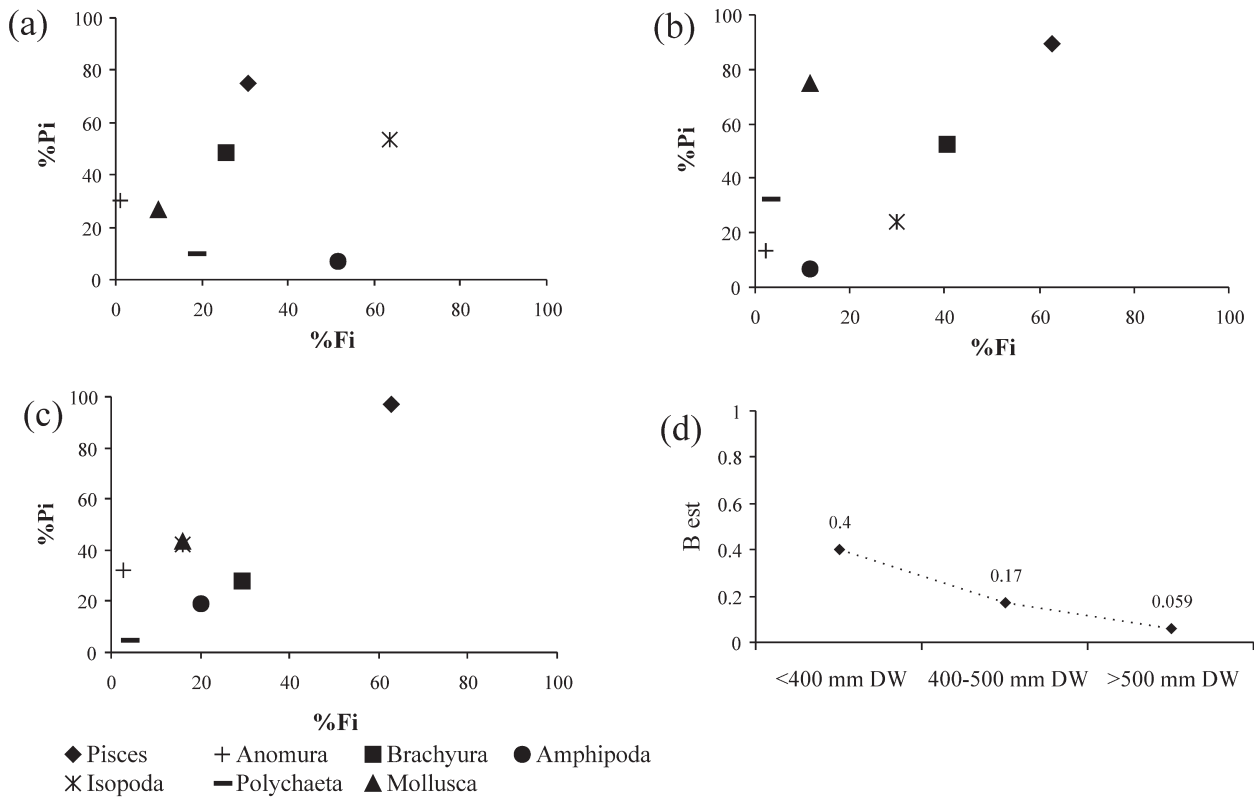 (a)
100
80
60
40
20
0
%Pi
0 20 40 60 80 100
%Fi
(b)
100
80
60
40
20
0
%Pi
0 20 40 60 80 100
%Fi
(c)
100
80
60
40
20
0
%Pi
0 20 40 60 80 100
%Fi
(d)
1
0.8
0.6
0.4
0.2
0
B est
0.4
0.17
0.059
<400 mm DW 400-500 mm DW >500 mm DW
Pisces Anomura Brachyura Amphipoda
Isopoda Polychaeta Mollusca